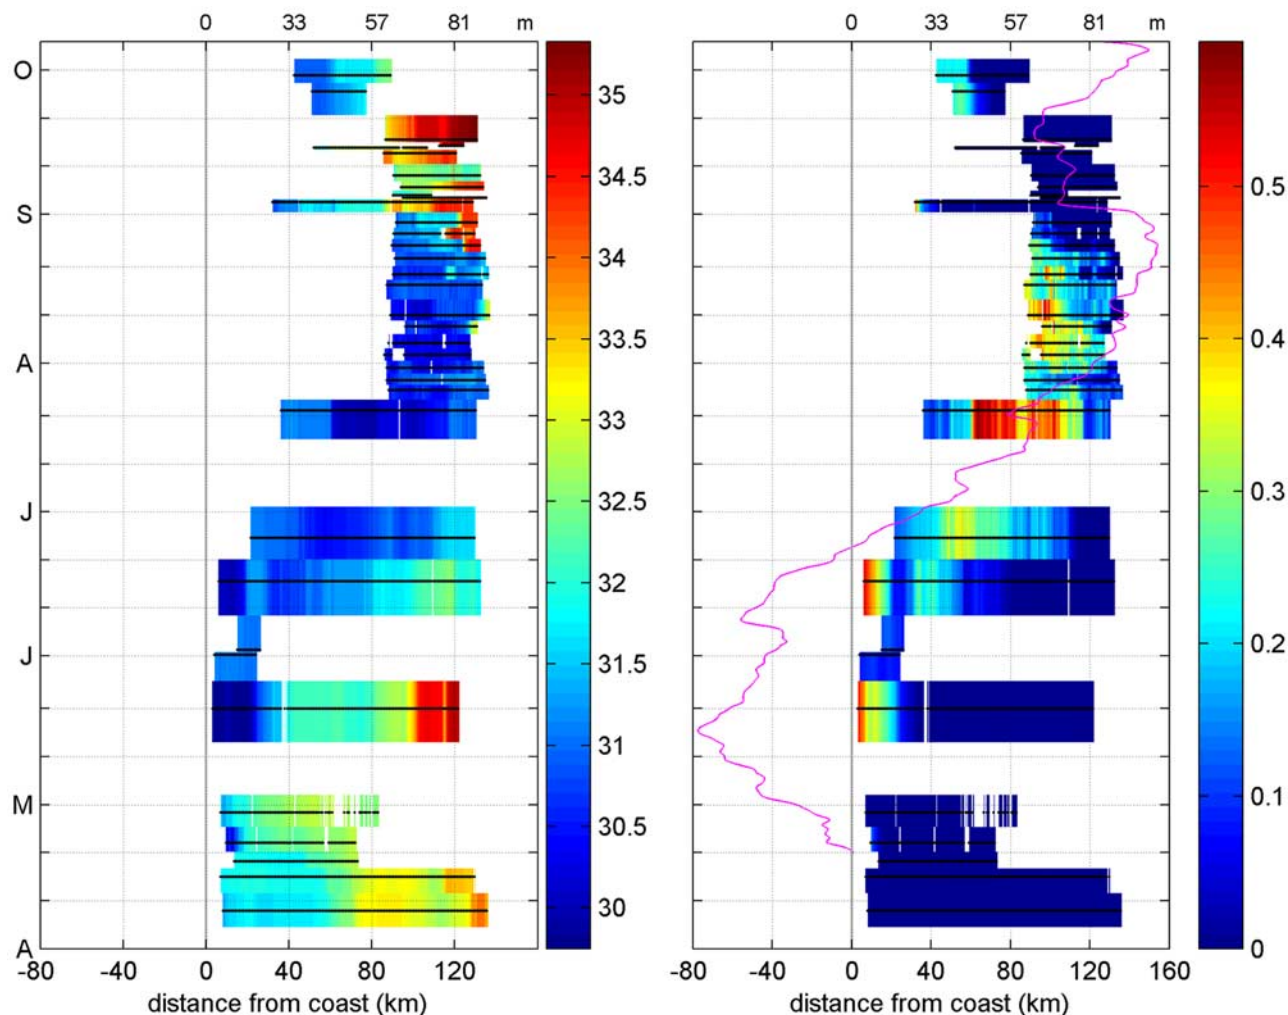 0 33 57 81 m
0 33 57 81 m
O
S
A
J
J
M
A
35
34.5
34
33.5
33
32.5
32
31.5
31
30.5
30
0.5
0.4
0.3
0.2
0.1
0
-80 -40 0 40 80 120
-80 -40 0 40 80 120 160
distance from coast (km)
distance from coast (km)